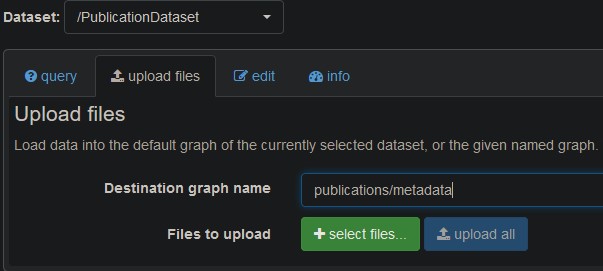 Dataset: /PublicationDataset
query upload files edit info
Upload files
Load data into the default graph of the currently selected dataset, or the given named graph.
Destination graph name publications/metadata
Files to upload select files... upload all